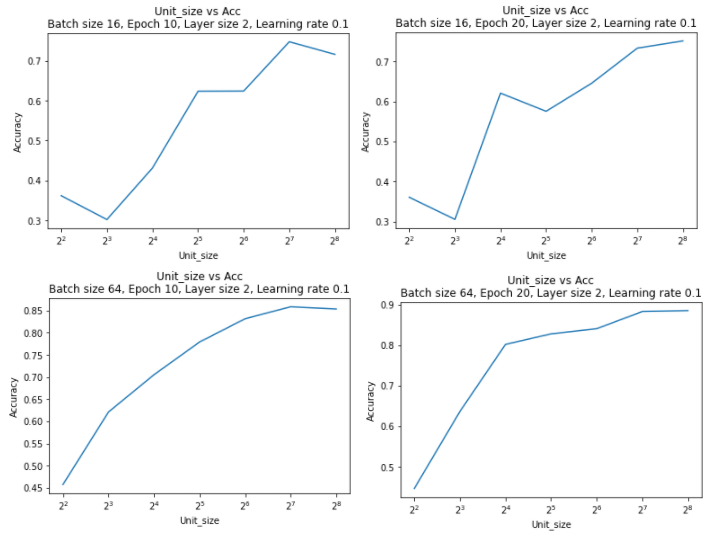 Unit_size vs Acc
Batch size 16, Epoch 10, Layer size 2, Learning rate 0.1
0.7
0.6
0.5
0.4
0.3
Accuracy
2² 2³ 2⁴ 2⁵ 2⁶ 2⁷ 2⁸
Unit_size
Unit_size vs Acc
Batch size 16, Epoch 20, Layer size 2, Learning rate 0.1
0.7
0.6
0.5
0.4
0.3
Accuracy
2² 2³ 2⁴ 2⁵ 2⁶ 2⁷ 2⁸
Unit_size
Unit_size vs Acc
Batch size 64, Epoch 10, Layer size 2, Learning rate 0.1
0.85
0.80
0.75
0.70
0.65
0.60
0.55
0.50
0.45
Accuracy
2² 2³ 2⁴ 2⁵ 2⁶ 2⁷ 2⁸
Unit_size
Unit_size vs Acc
Batch size 64, Epoch 20, Layer size 2, Learning rate 0.1
0.9
0.8
0.7
0.6
0.5
Accuracy
2² 2³ 2⁴ 2⁵ 2⁶ 2⁷ 2⁸
Unit_size